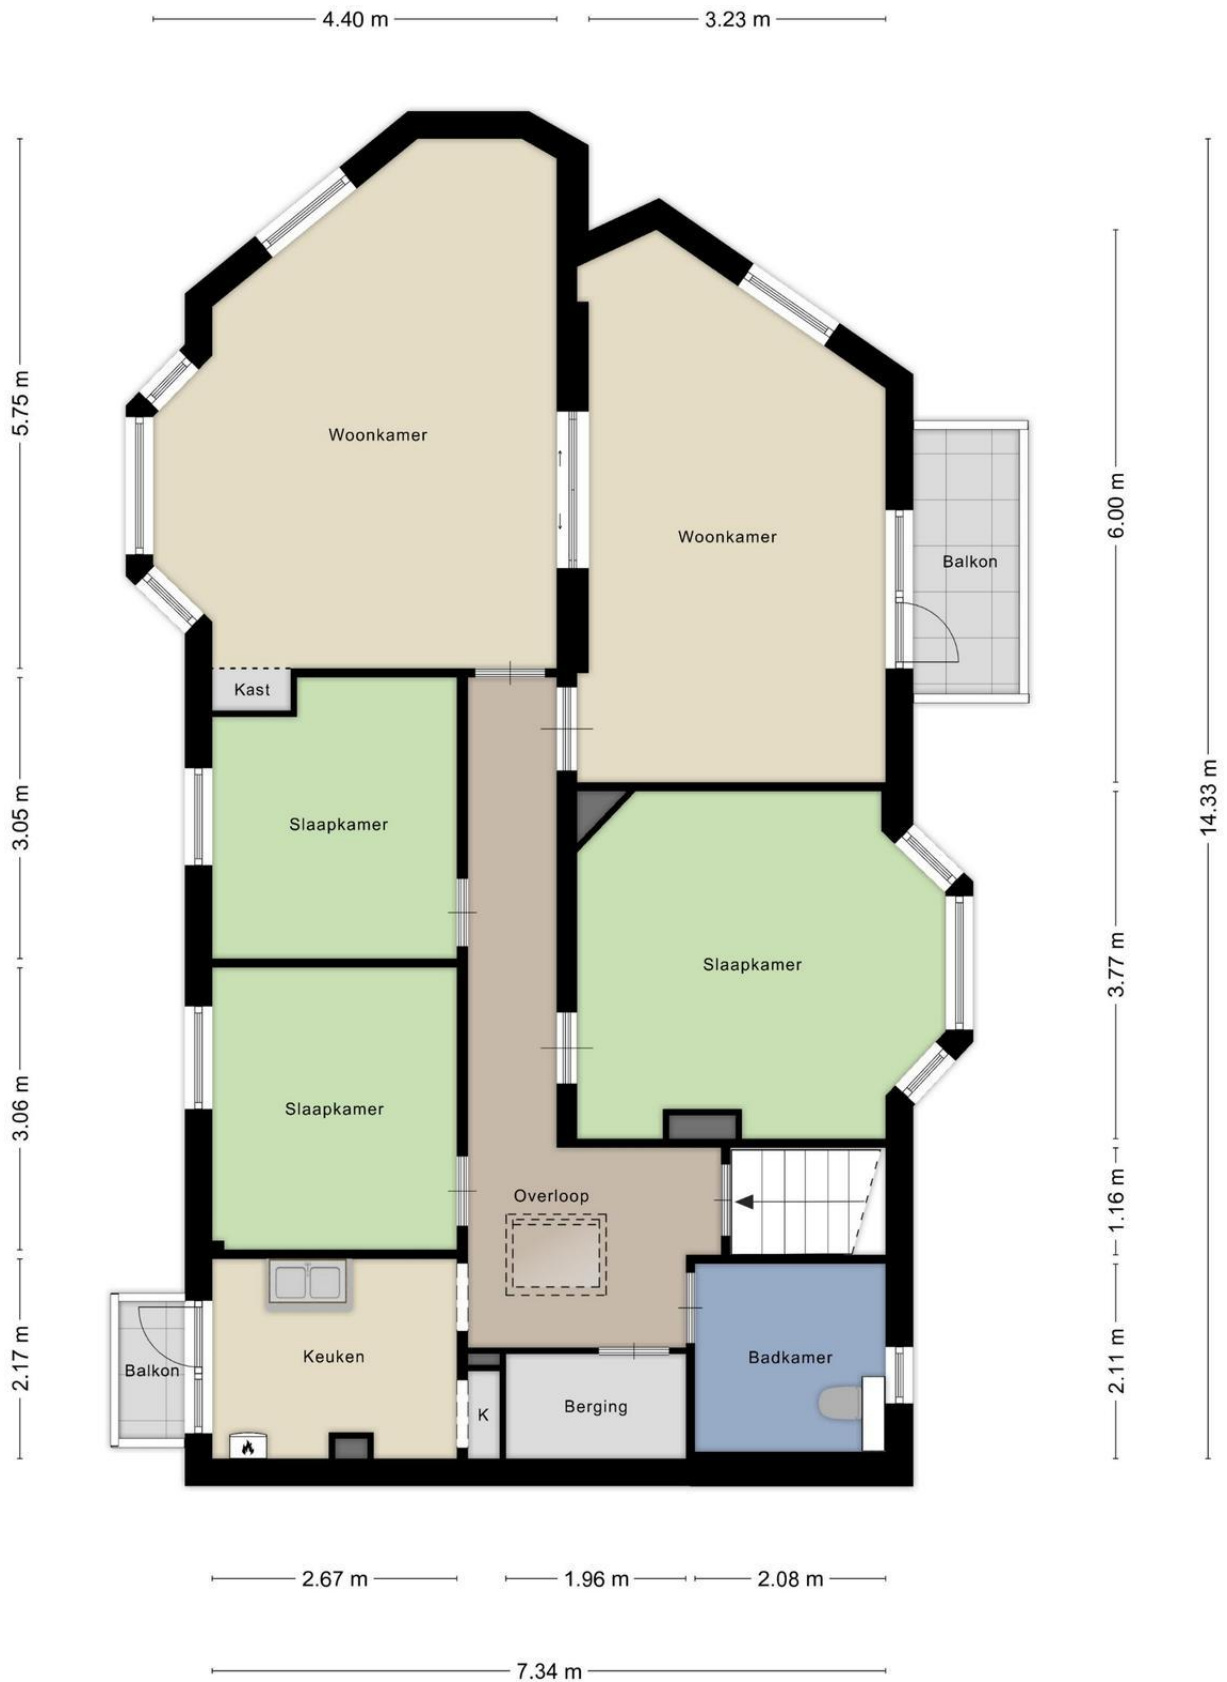 4.40 m
3.23 m
5.75 m
Woonkamer
6.00 m
Woonkamer
Balkon
Kast
14.33 m
3.05 m
Slaapkamer
3.77 m
Slaapkamer
3.06 m
Slaapkamer
Overloop
1.16 m
2.17 m
Balkon
Keuken
Badkamer
2.11 m
K
Berging
2.67 m
1.96 m
2.08 m
7.34 m